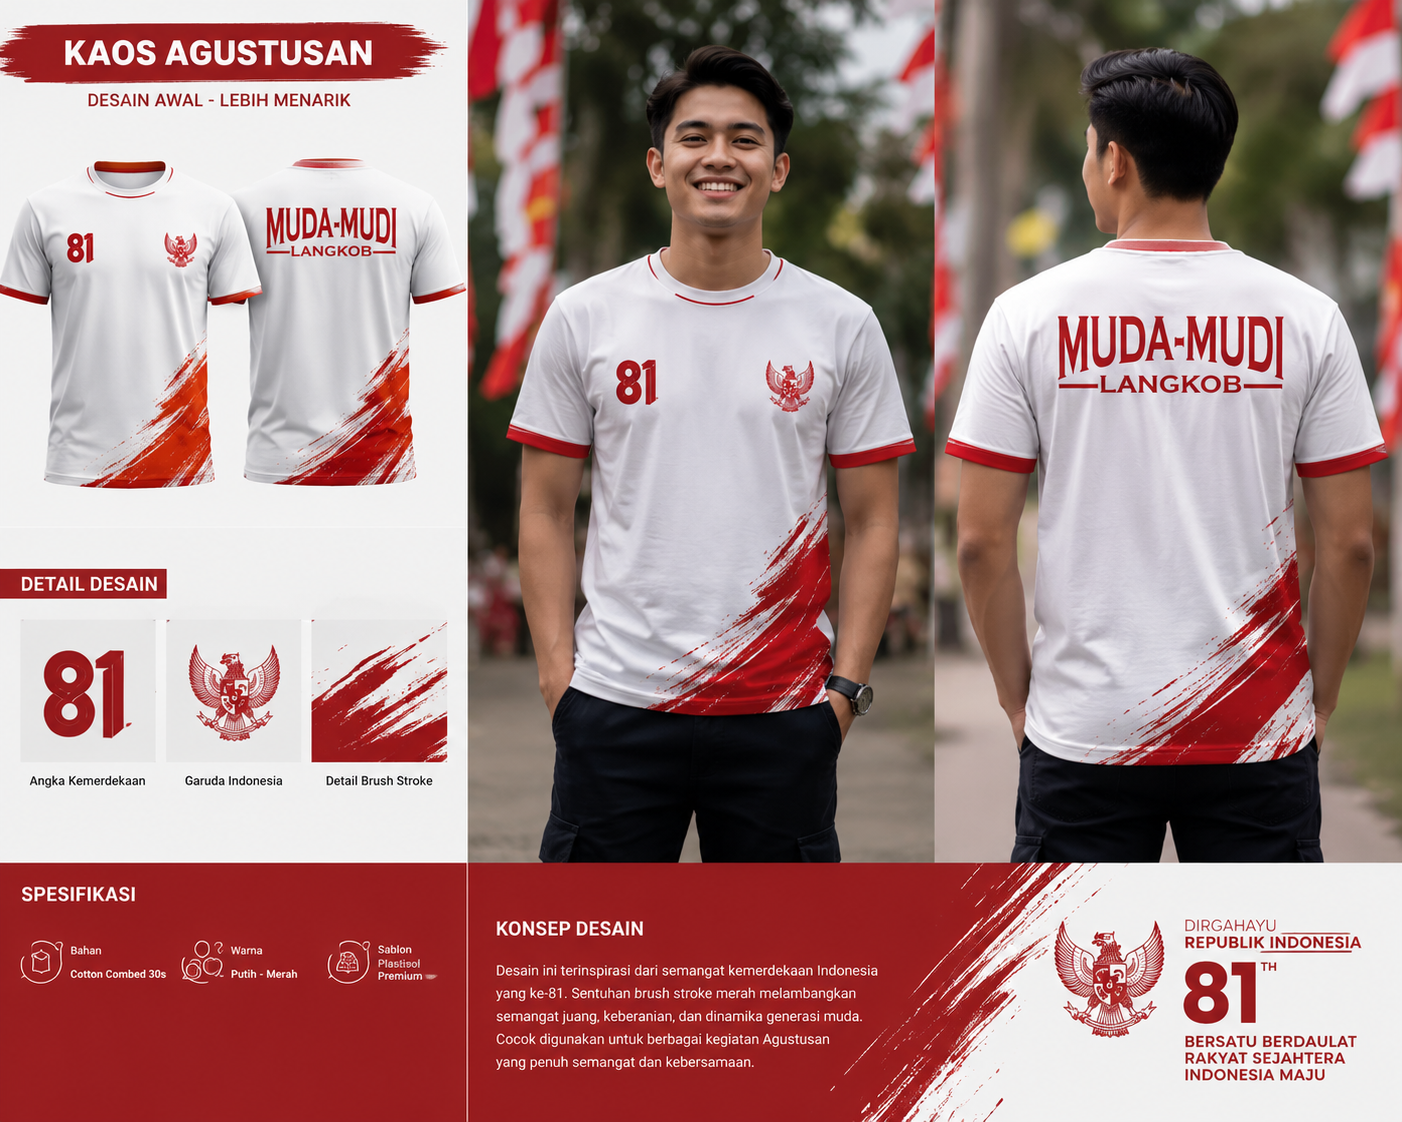 KAOS AGUSTUSAN
DESAIN AWAL - LEBIH MENARIK
81
MUDA-MUDI
LANGKOB
81
MUDA-MUDI
LANGKOB
DETAIL DESAIN
81
Angka Kemerdekaan
Garuda Indonesia
Detail Brush Stroke
SPESIFIKASI
Bahan
Cotton Combed 30s
Warna
Putih - Merah
Sablon
Plastisol
Premium
KONSEP DESAIN
Desain ini terinspirasi dari semangat kemerdekaan Indonesia
yang ke-81. Sentuhan brush stroke merah melambangkan
semangat juang, keberanian, dan dinamika generasi muda.
Cocok digunakan untuk berbagai kegiatan Agustusan
yang penuh semangat dan kebersamaan.
DIRGAHAYU
REPUBLIK INDONESIA
81TH
BERSATU BERDAULAT
RAKYAT SEJAHTERA
INDONESIA MAJU